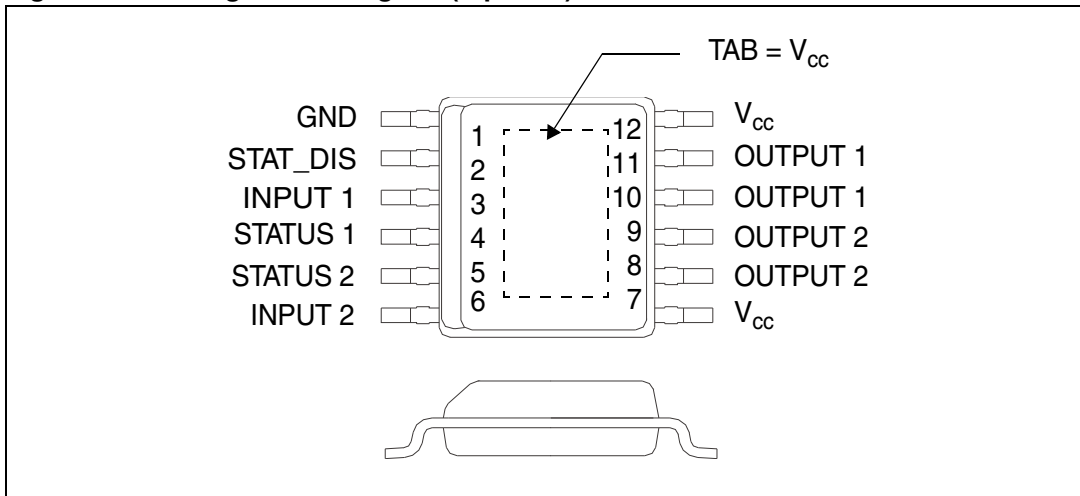 TAB = Vcc
GND 1 12 Vcc
STAT_DIS 2 11 OUTPUT 1
INPUT 1 3 10 OUTPUT 1
STATUS 1 4 9 OUTPUT 2
STATUS 2 5 8 OUTPUT 2
INPUT 2 6 7 Vcc